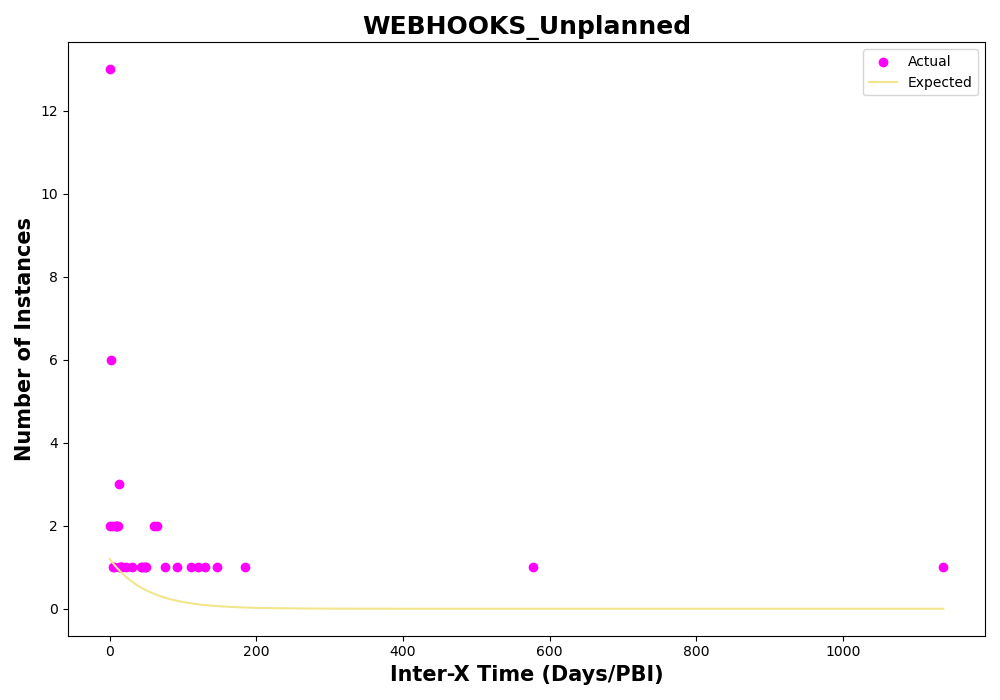 WEBHOOKS_Unplanned
Actual
Expected
12
10
8
6
4
2
0
Number of Instances
0 200 400 600 800 1000
Inter-X Time (Days/PBI)